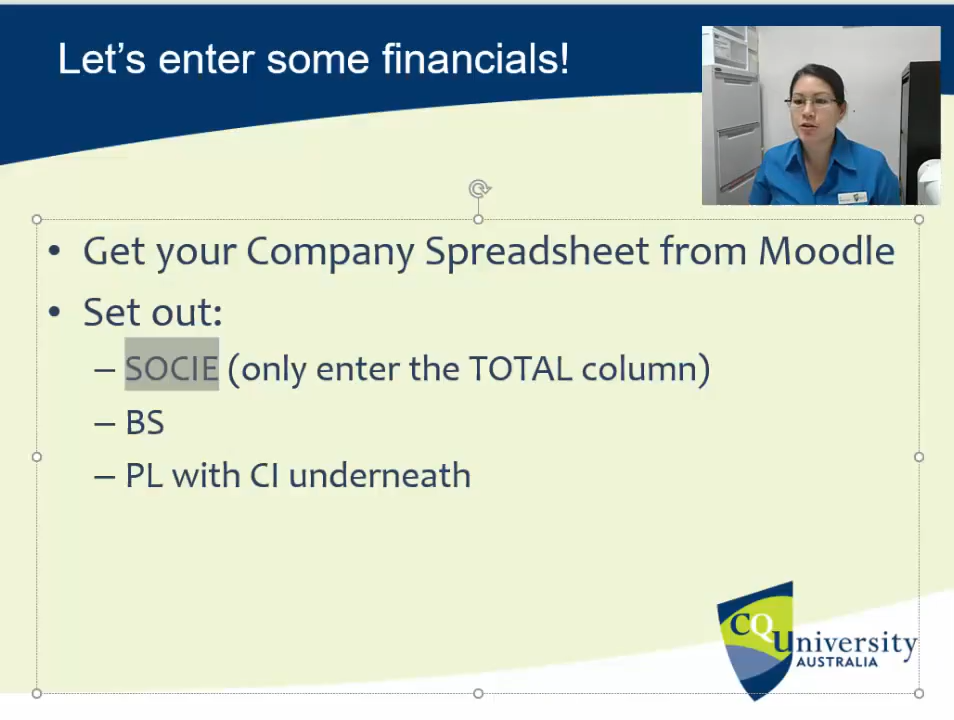 Let's enter some financials!
• Get your Company Spreadsheet from Moodle
• Set out:
– SOCIE (only enter the TOTAL column)
– BS
– PL with CI underneath
CQUniversity
AUSTRALIA